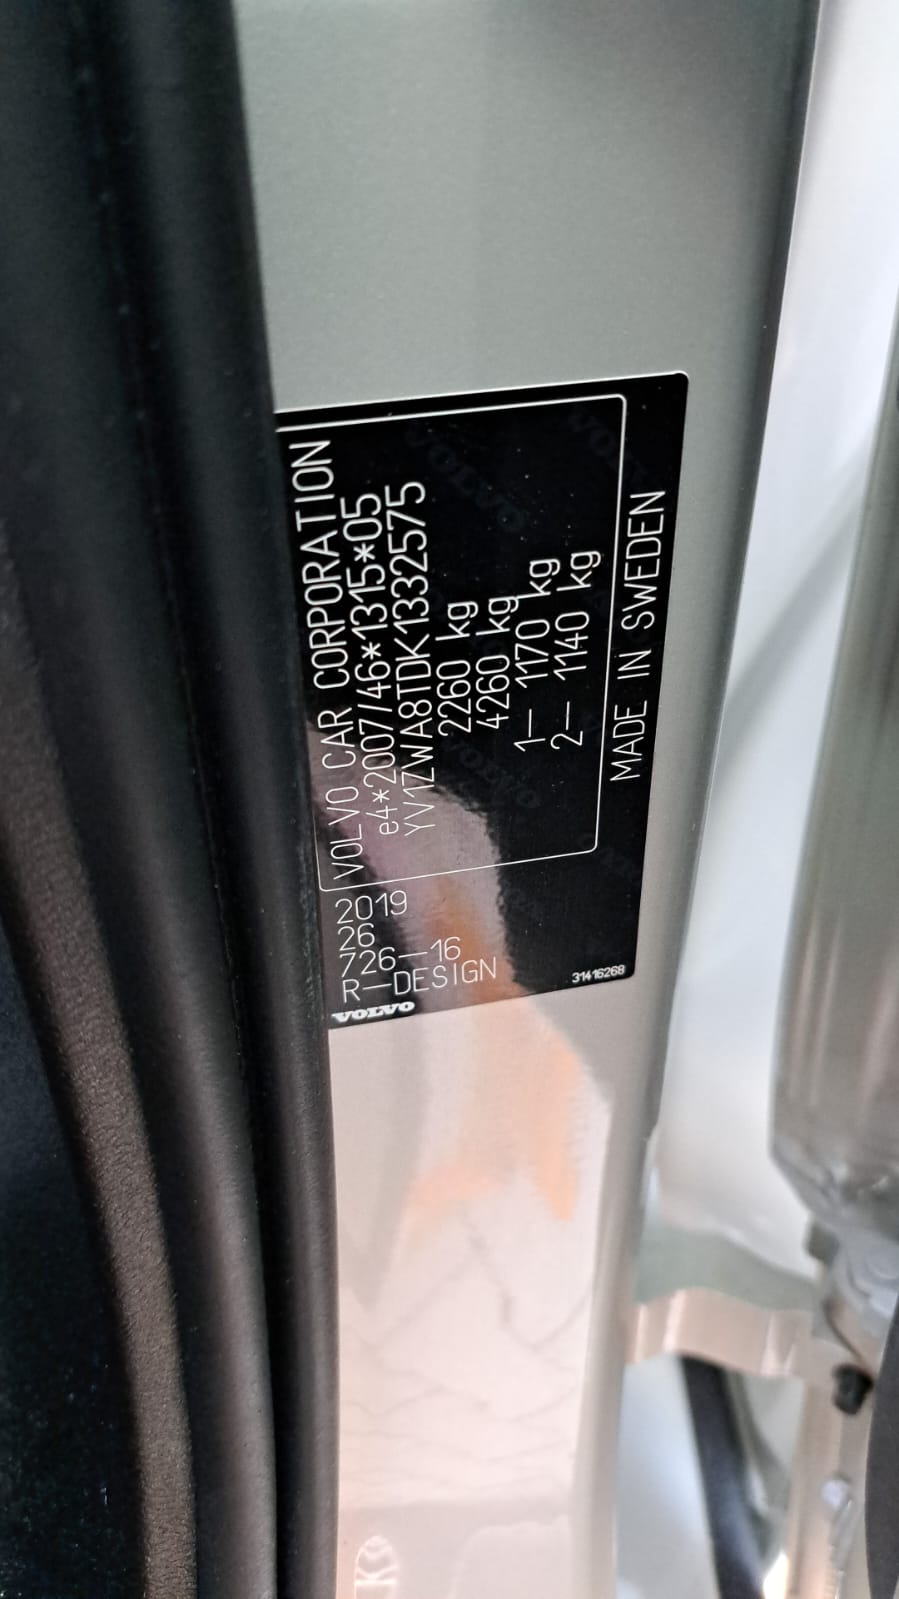 VOLVO CAR CORPORATION
e4*2007/46*1315*05
YV1ZWA8TDK1332575
2260 kg
4260 kg
1— 1170 kg
2— 1140 kg
MADE IN SWEDEN
2019
26
726—16
R—DESIGN
VOLVO
31416268